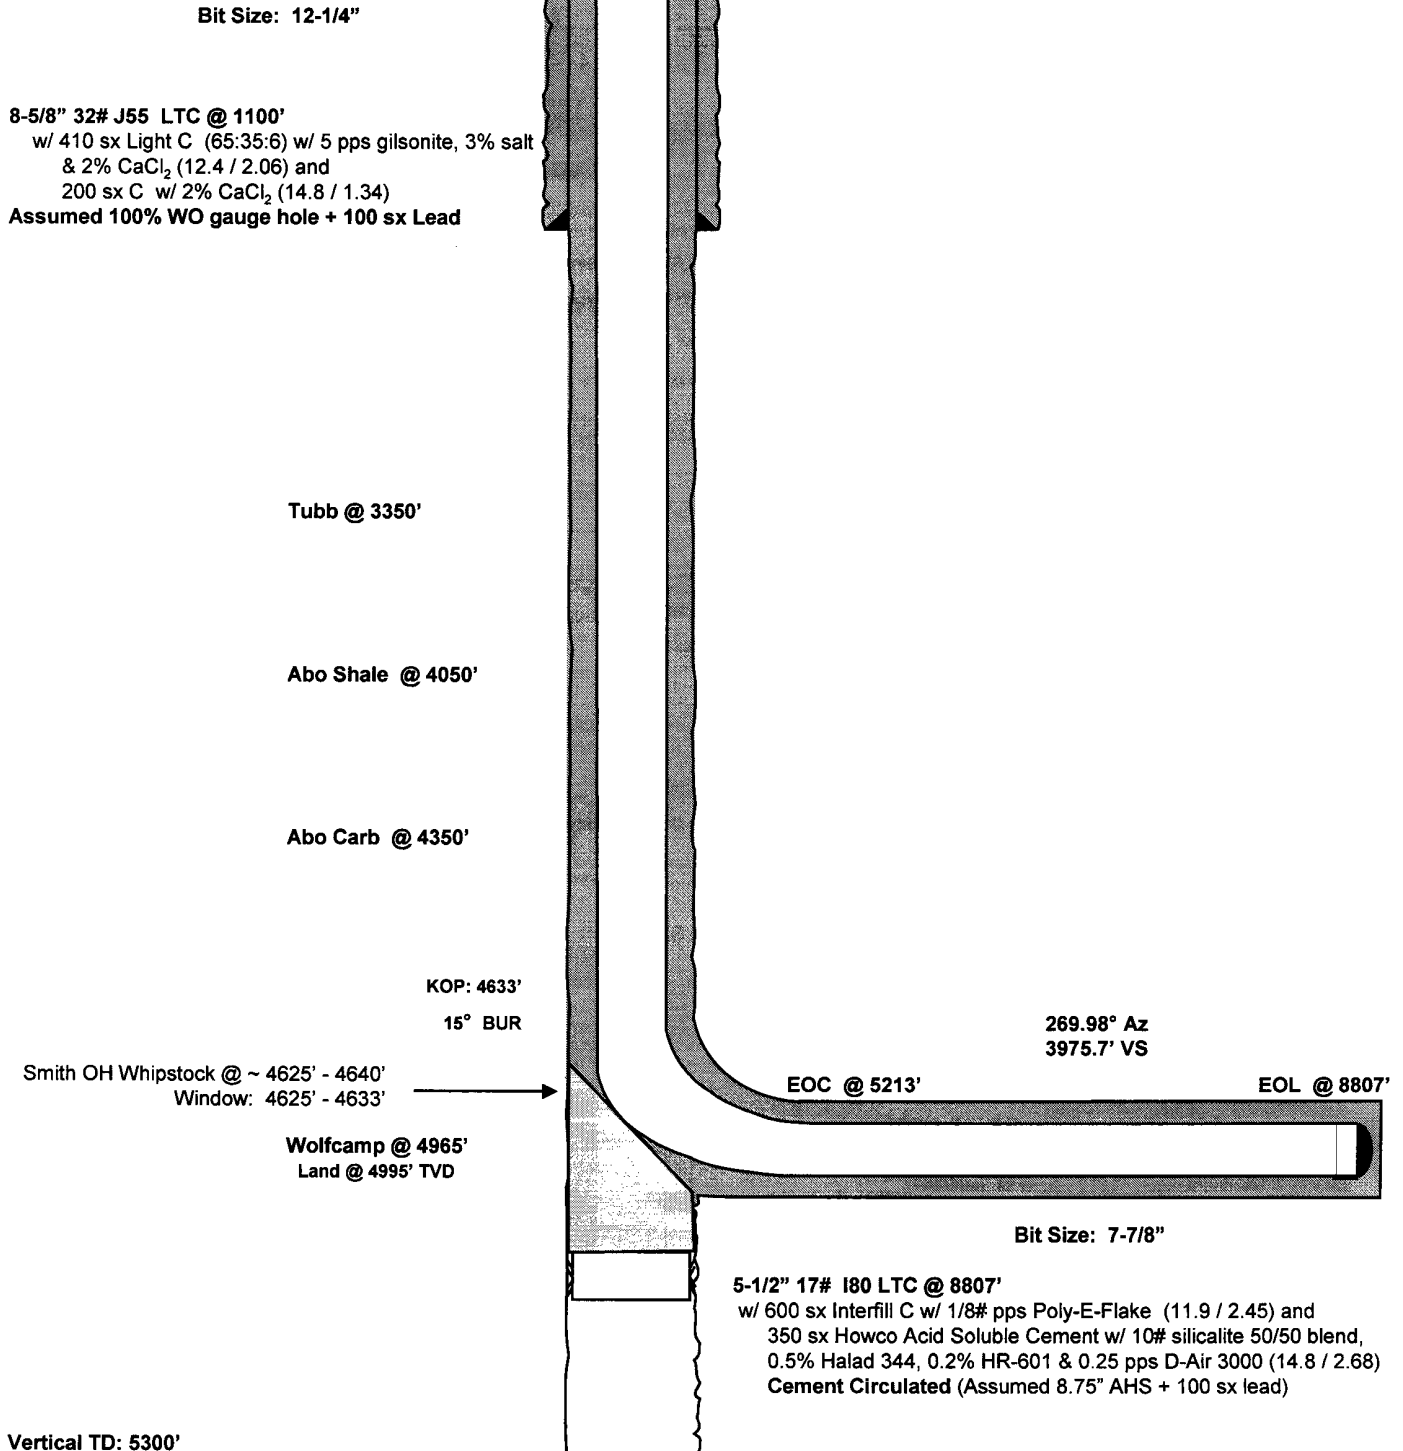 Bit Size: 12-1/4”
8-5/8” 32# J55 LTC @ 1100’
w/ 410 sx Light C (65:35:6) w/ 5 pps gilsonite, 3% salt
& 2% CaCl₂ (12.4 / 2.06) and
200 sx C w/ 2% CaCl₂ (14.8 / 1.34)
Assumed 100% WO gauge hole + 100 sx Lead
Tubb @ 3350’
Abo Shale @ 4050’
Abo Carb @ 4350’
KOP: 4633’
15° BUR
269.98° Az
3975.7’ VS
Smith OH Whipstock @ ~ 4625’ - 4640’
Window: 4625’ - 4633’
EOC @ 5213’
EOL @ 8807’
Wolfcamp @ 4965’
Land @ 4995’ TVD
Bit Size: 7-7/8”
5-1/2” 17# I80 LTC @ 8807’
w/ 600 sx Interfill C w/ 1/8# pps Poly-E-Flake (11.9 / 2.45) and
350 sx Howco Acid Soluble Cement w/ 10# silicalite 50/50 blend,
0.5% Halad 344, 0.2% HR-601 & 0.25 pps D-Air 3000 (14.8 / 2.68)
Cement Circulated (Assumed 8.75” AHS + 100 sx lead)
Vertical TD: 5300’